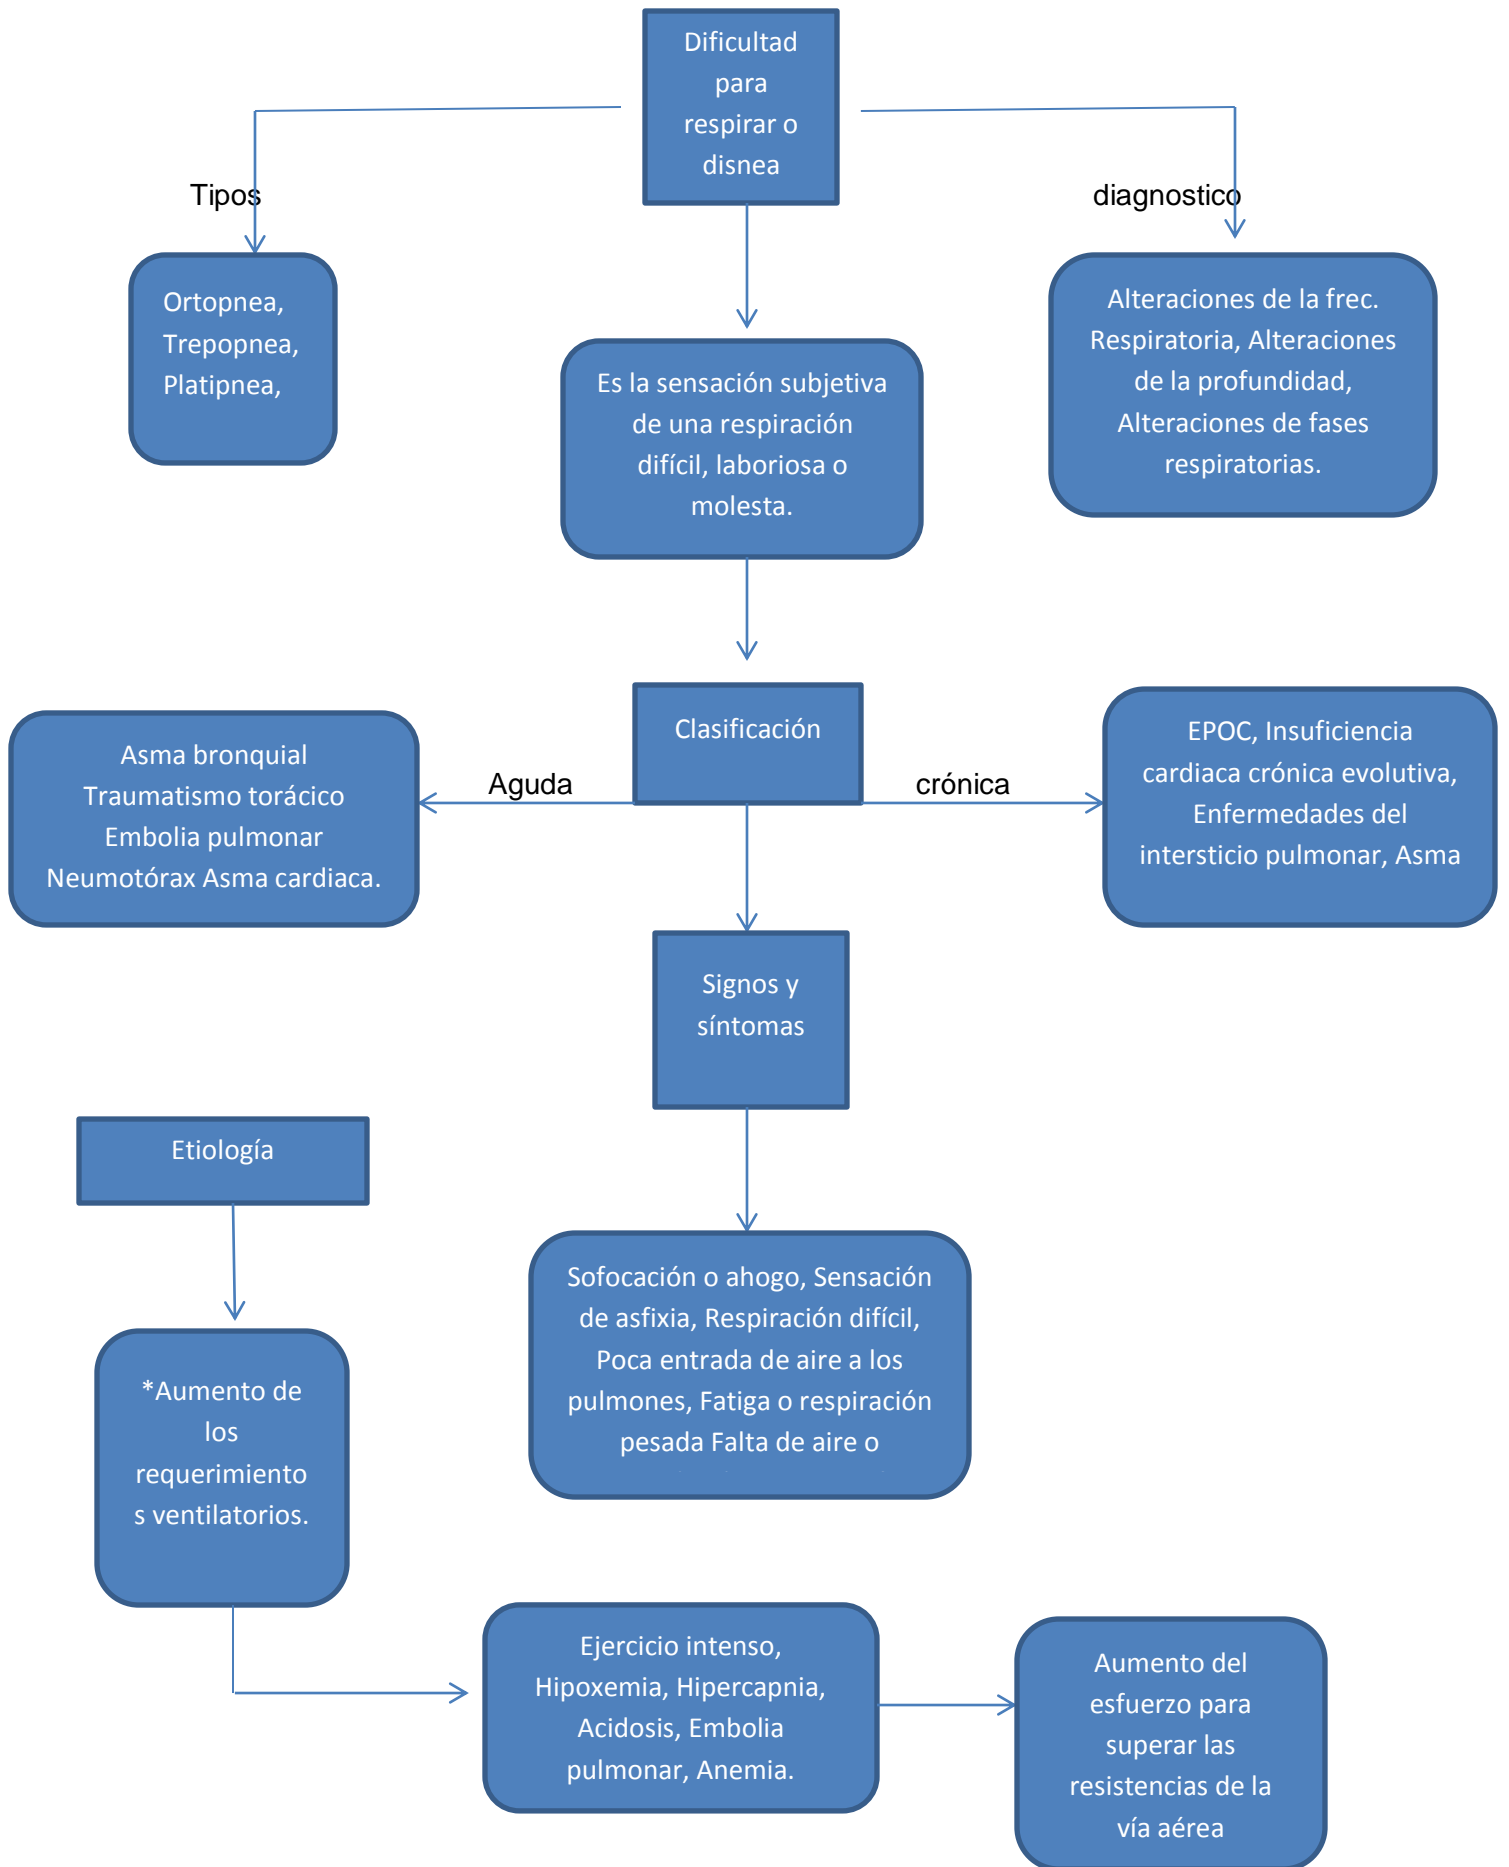 Dificultad
para
respirar o
disnea
Tipos
diagnostico
Ortopnea,
Trepopnea,
Platipnea,
Es la sensación subjetiva
de una respiración
difícil, laboriosa o
molesta.
Alteraciones de la frec.
Respiratoria, Alteraciones
de la profundidad,
Alteraciones de fases
respiratorias.
Clasificación
Aguda
crónica
Asma bronquial
Traumatismo torácico
Embolia pulmonar
Neumotórax Asma cardiaca.
EPOC, Insuficiencia
cardiaca crónica evolutiva,
Enfermedades del
intersticio pulmonar, Asma
Signos y
síntomas
Sofocación o ahogo, Sensación
de asfixia, Respiración difícil,
Poca entrada de aire a los
pulmones, Fatiga o respiración
pesada Falta de aire o
Etiología
*Aumento de
los
requerimiento
s ventilatorios.
Ejercicio intenso,
Hipoxemia, Hipercapnia,
Acidosis, Embolia
pulmonar, Anemia.
Aumento del
esfuerzo para
superar las
resistencias de la
vía aérea